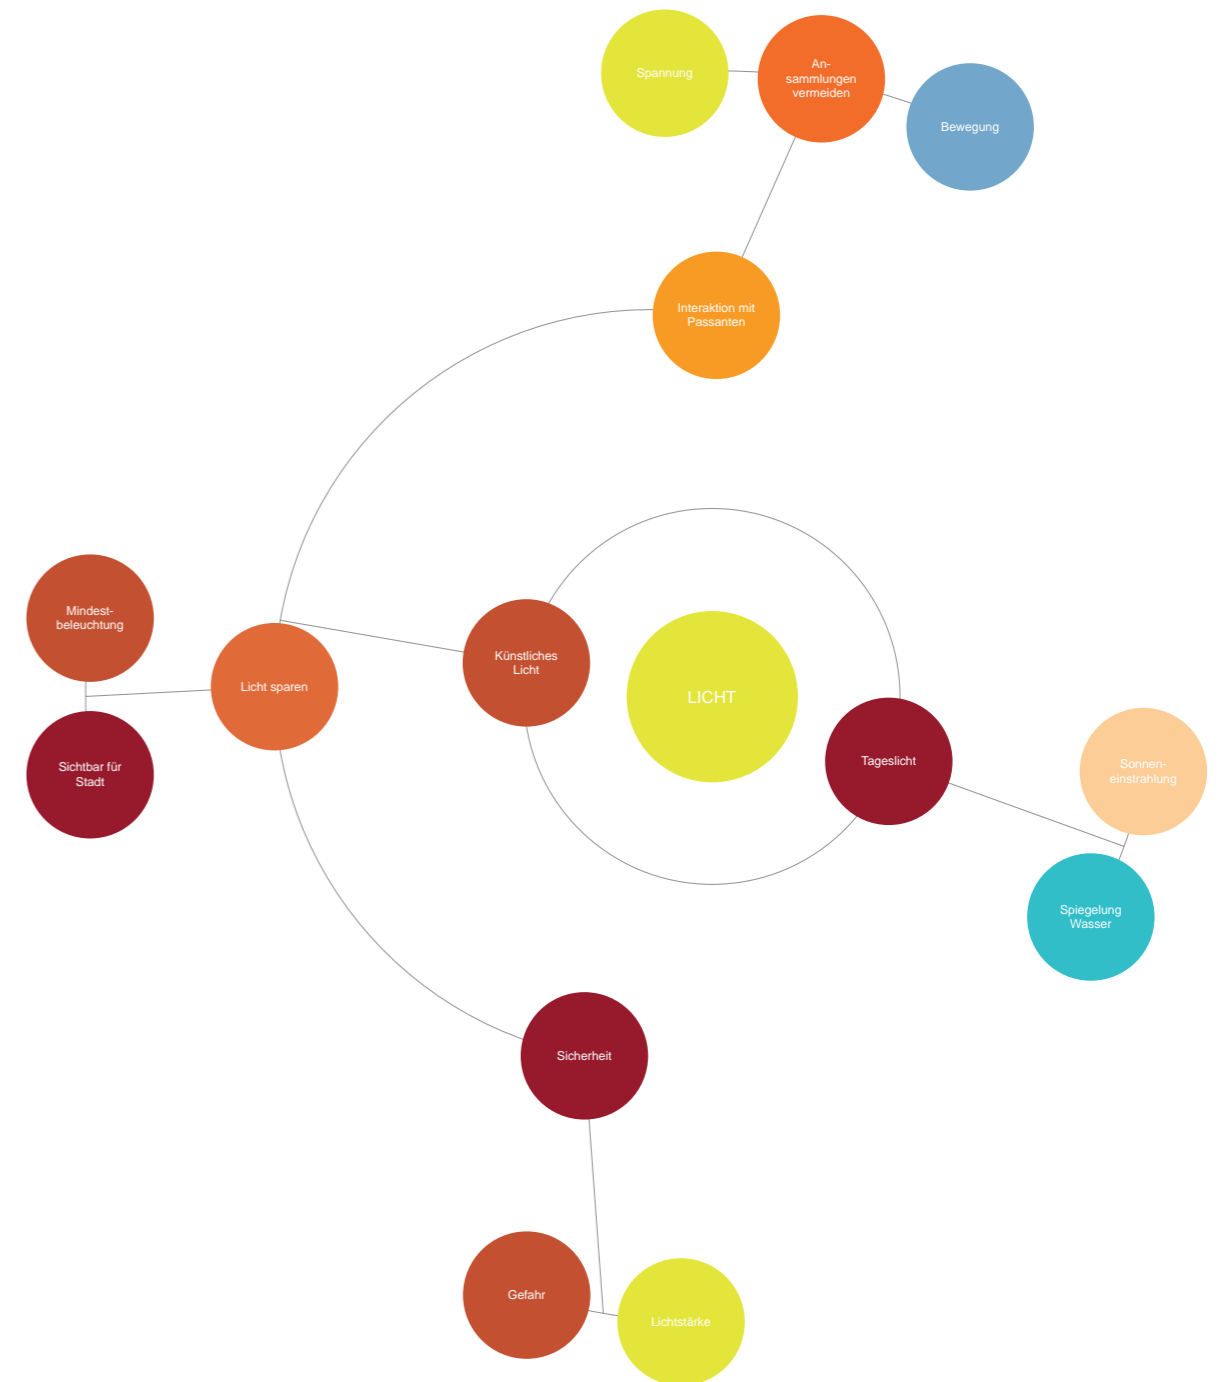 Spannung
An-
sammlungen
vermeiden
Bewegung
Interaktion mit
Passanten
Mindest-
beleuchtung
Künstliches
Licht
Licht sparen
LICHT
Sichtbar für
Stadt
Tageslicht
Sonnen-
einstrahlung
Spiegelung
Wasser
Sicherheit
Gefahr
Lichtstärke